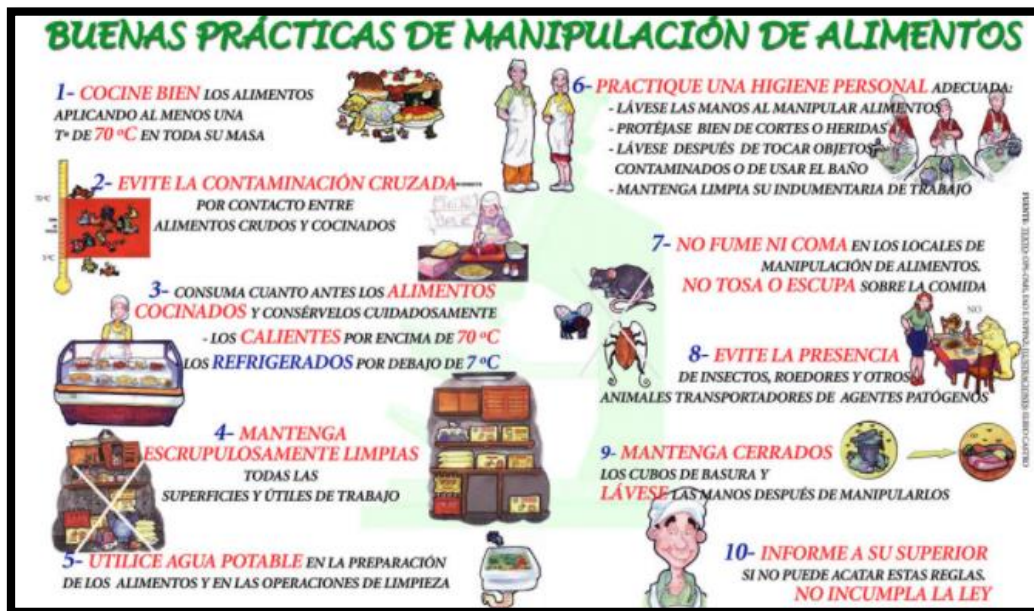 BUENAS PRÁCTICAS DE MANIPULACIÓN DE ALIMENTOS
1- COCINE BIEN LOS ALIMENTOS
APLICANDO AL MENOS UNA
Tª DE 70 ºC EN TODA SU MASA
2- EVITE LA CONTAMINACIÓN CRUZADA
POR CONTACTO ENTRE
ALIMENTOS CRUDOS Y COCINADOS
3- CONSUMA CUANTO ANTES LOS ALIMENTOS
COCINADOS Y CONSÉRVELOS CUIDADOSAMENTE
- LOS CALIENTES POR ENCIMA DE 70 ºC
LOS REFRIGERADOS POR DEBAJO DE 7 ºC
4- MANTENGA
ESCRUPULOSAMENTE LIMPIAS
TODAS LAS
SUPERFICIES Y ÚTILES DE TRABAJO
5- UTILICE AGUA POTABLE EN LA PREPARACIÓN
DE LOS ALIMENTOS Y EN LAS OPERACIONES DE LIMPIEZA
6- PRACTIQUE UNA HIGIENE PERSONAL ADECUADA:
- LÁVESE LAS MANOS AL MANIPULAR ALIMENTOS
- PROTÉJASE BIEN DE CORTES O HERIDAS
- LÁVESE DESPUÉS DE TOCAR OBJETOS
CONTAMINADOS O DE USAR EL BAÑO
- MANTENGA LIMPIA SU INDUMENTARIA DE TRABAJO
7- NO FUME NI COMA EN LOS LOCALES DE
MANIPULACIÓN DE ALIMENTOS.
NO TOSA O ESCUPA SOBRE LA COMIDA
NO
8- EVITE LA PRESENCIA
DE INSECTOS, ROEDORES Y OTROS
ANIMALES TRANSPORTADORES DE AGENTES PATÓGENOS
9- MANTENGA CERRADOS
LOS CUBOS DE BASURA Y
LÁVESE LAS MANOS DESPUÉS DE MANIPULARLOS
10- INFORME A SU SUPERIOR
SI NO PUEDE ACATAR ESTAS REGLAS.
NO INCUMPLA LA LEY
FUENTE: TEXTO: OPS/OMS,